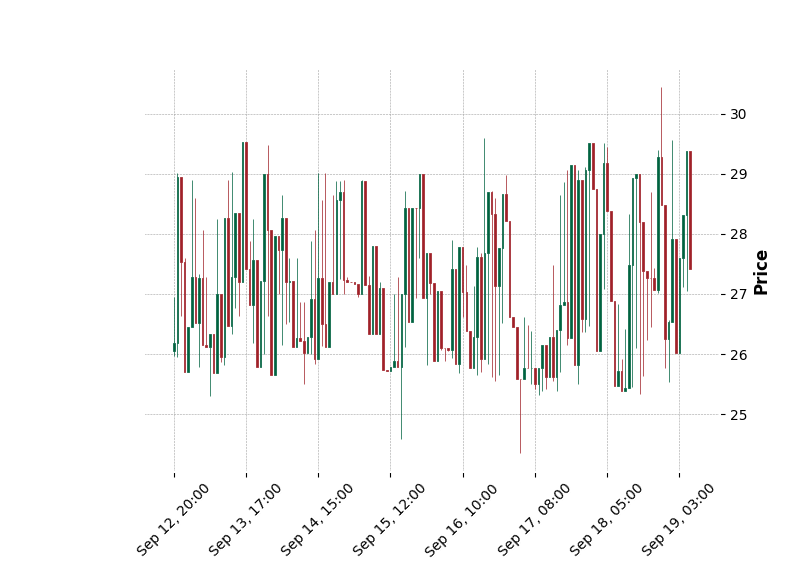 30
29
28
27
26
25
Price
Sep 12, 20:00
Sep 13, 17:00
Sep 14, 15:00
Sep 15, 12:00
Sep 16, 10:00
Sep 17, 08:00
Sep 18, 05:00
Sep 19, 03:00